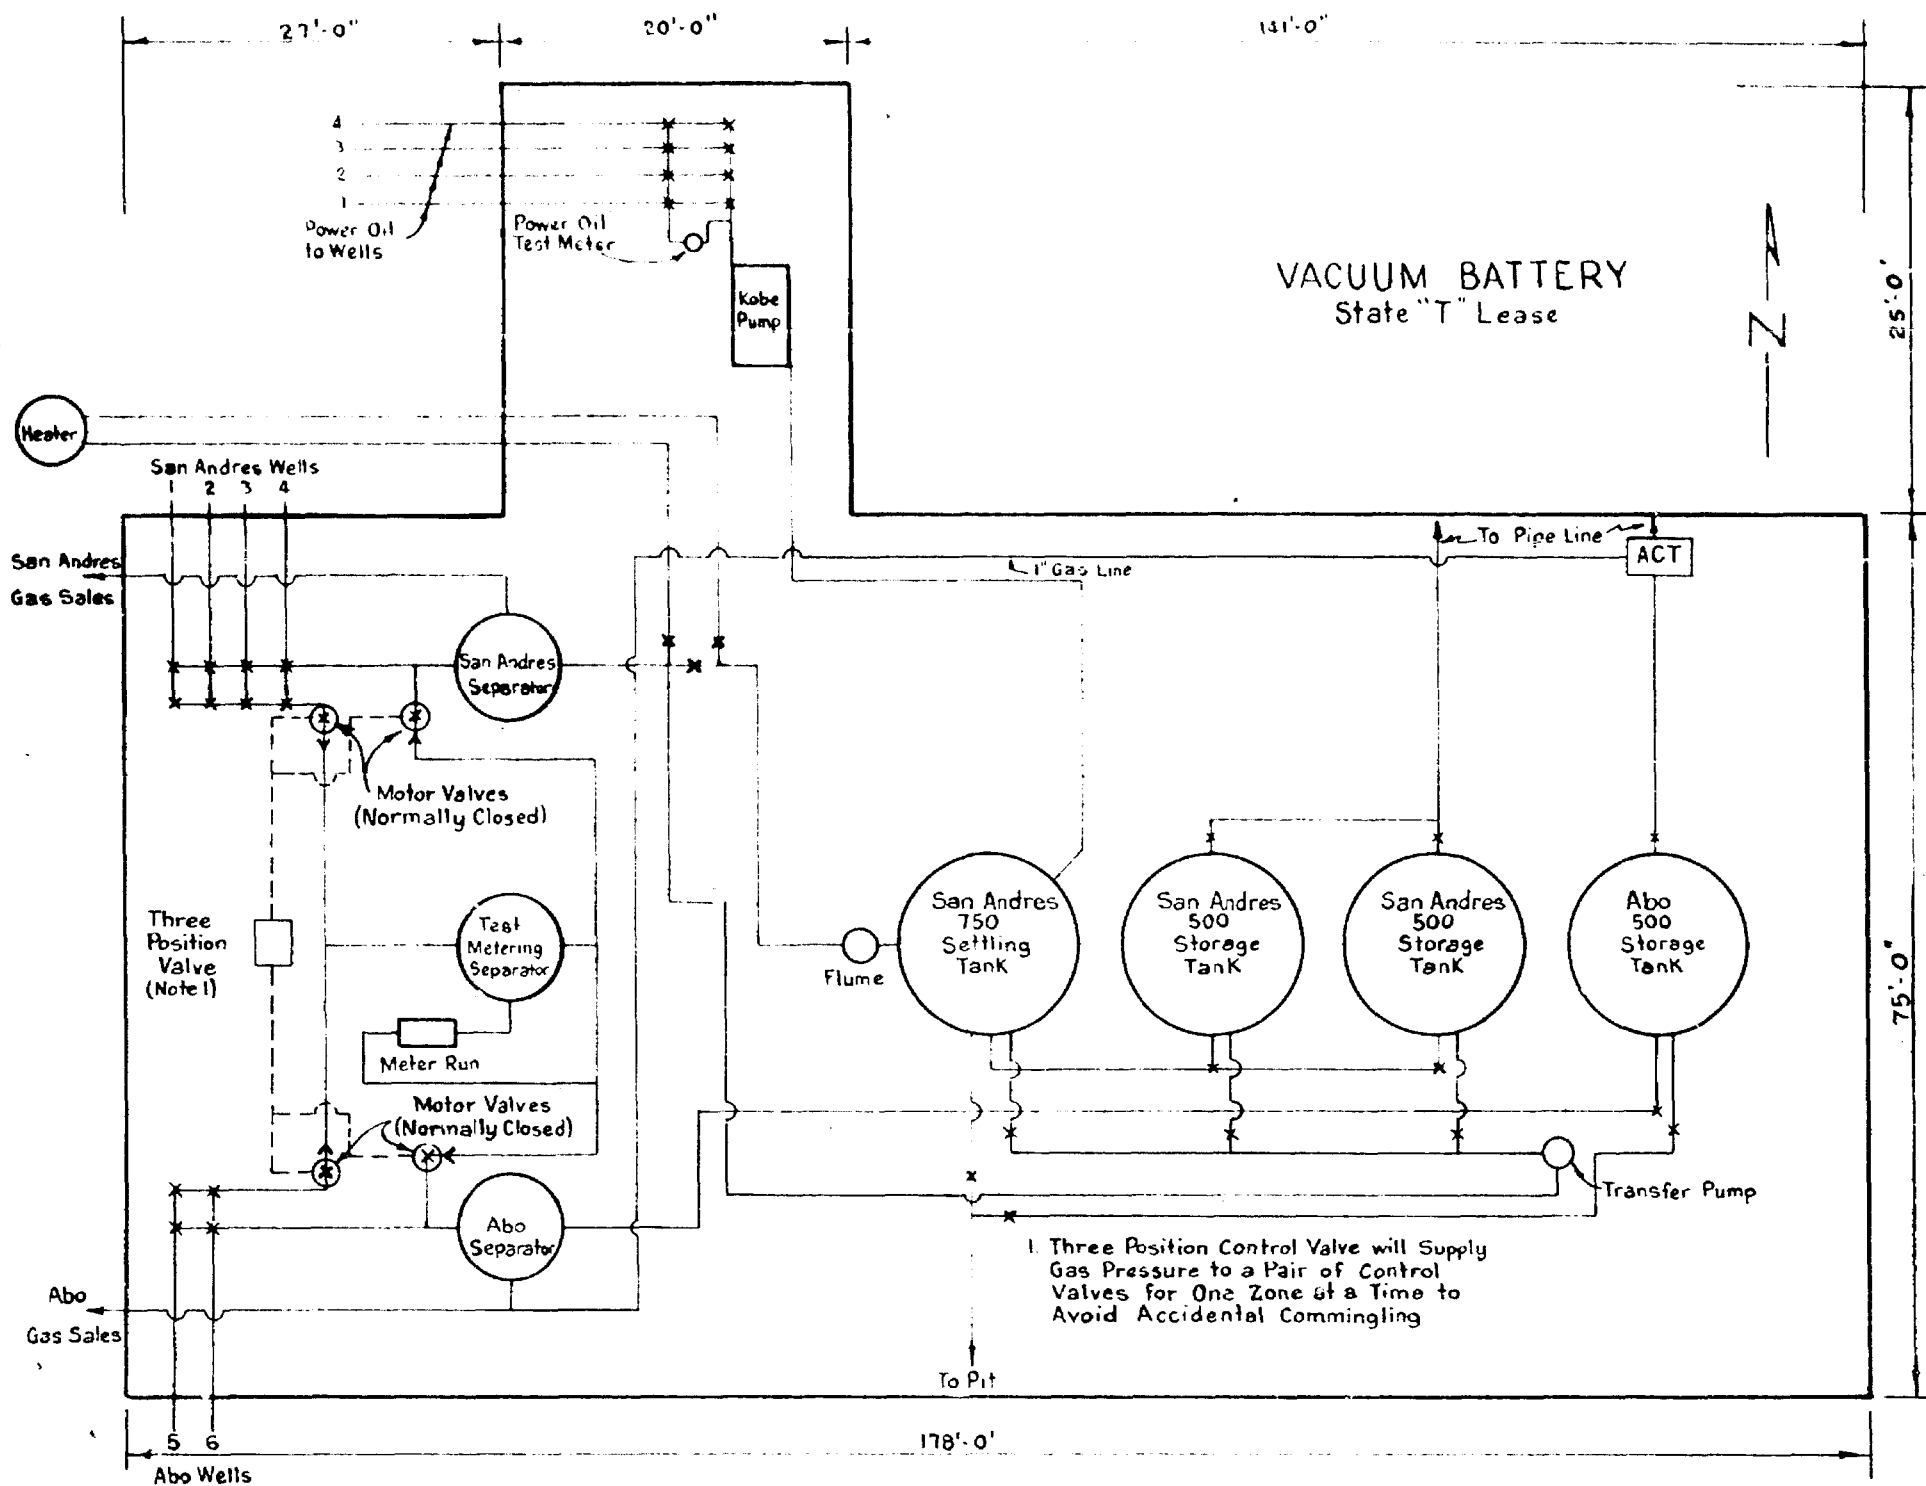 27'-0"
20'-0"
141'-0"
4
3
2
1
Power Oil
to Wells
Power Oil
Test Meter
Kobe
Pump
VACUUM BATTERY
State "T" Lease
N
25'-0'
Heater
San Andres Wells
1 2 3 4
San Andres
Gas Sales
To Pipe Line
ACT
1" Gas Line
San Andres
Separator
Motor Valves
(Normally Closed)
Three
Position
Valve
(Note 1)
Test
Metering
Separator
Flume
San Andres
750
Settling
Tank
San Andres
500
Storage
Tank
San Andres
500
Storage
Tank
Abo
500
Storage
Tank
75'-0"
Meter Run
Motor Valves
(Normally Closed)
Transfer Pump
Abo
Separator
1. Three Position Control Valve will Supply
Gas Pressure to a Pair of Control
Valves for One Zone at a Time to
Avoid Accidental Commingling
Abo
Gas Sales
To Pit
5 6
178'-0'
Abo Wells